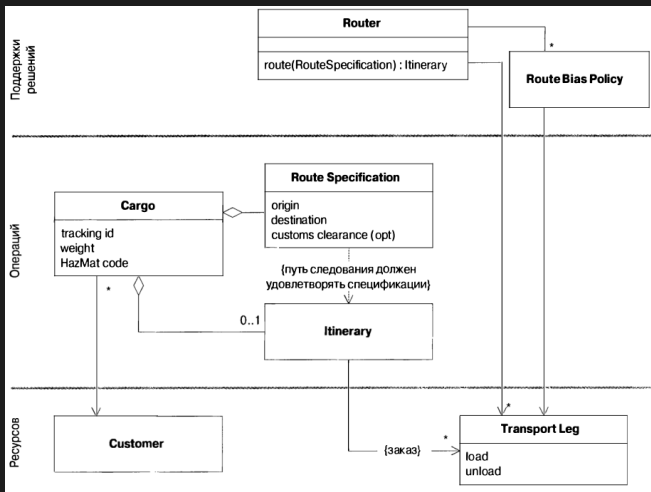 Поддержки
решений
Router
route(RouteSpecification) : Itinerary
*
Route Bias Policy
Операций
Cargo
tracking id
weight
HazMat code
Route Specification
origin
destination
customs clearance (opt)
{путь следования должен
удовлетворять спецификации}
*
0..1
Itinerary
Ресурсов
Customer
{заказ}
*
*
Transport Leg
load
unload